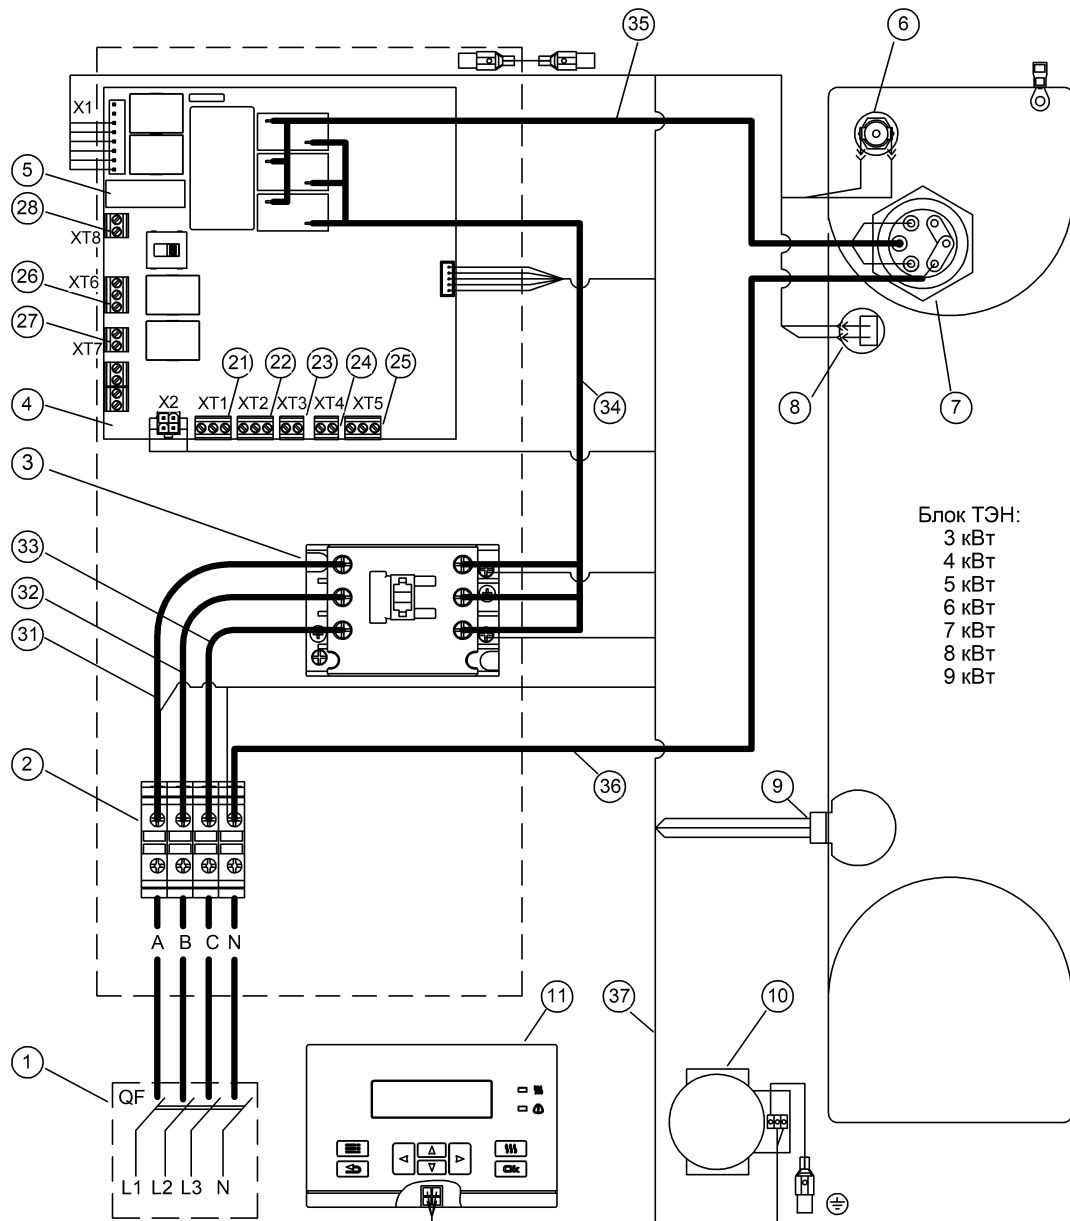 35
6
X1
5
28
XT8
26
XT6
27
XT7
21
22
23
24
25
4
X2
XT1
XT2
XT3
XT4
XT5
34
8
7
3
Блок ТЭН:
3 кВт
4 кВт
5 кВт
6 кВт
7 кВт
8 кВт
9 кВт
33
32
31
2
36
9
A
B
C
N
11
37
10
1
QF
L1
L2
L3
N
Ok